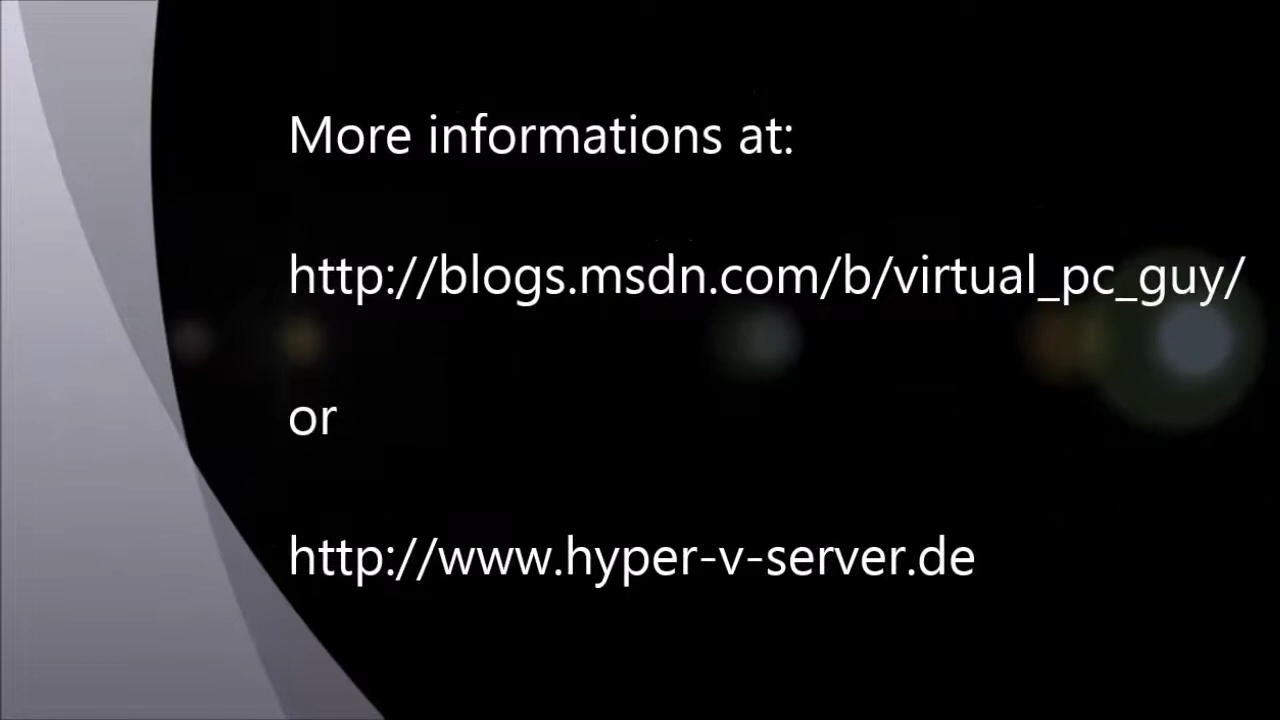 More informations at:
http://blogs.msdn.com/b/virtual_pc_guy/
or
http://www.hyper-v-server.de